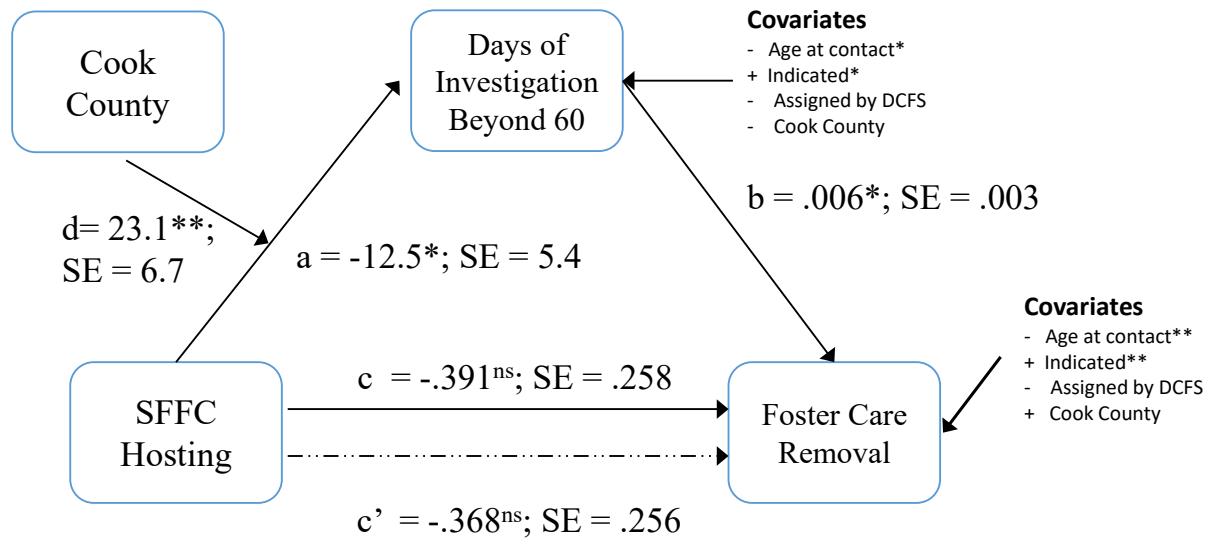 Cook
County
Days of
Investigation
Beyond 60
Covariates
- Age at contact*
+ Indicated*
- Assigned by DCFS
- Cook County
d= 23.1**;
SE = 6.7
a = -12.5*; SE = 5.4
b = .006*; SE = .003
Covariates
- Age at contact**
+ Indicated**
- Assigned by DCFS
+ Cook County
SFFC
Hosting
c = -.391ns; SE = .258
Foster Care
Removal
c’ = -.368ns; SE = .256